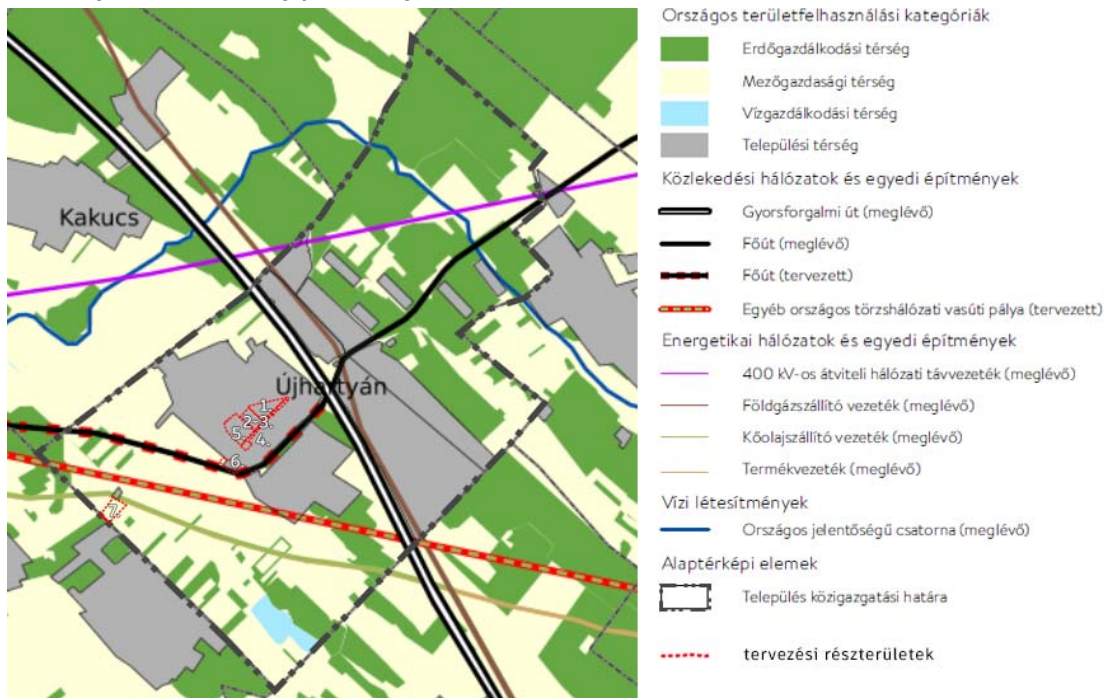 Országos területfelhasználási kategóriák
Erdőgazdálkodási térség
Mezőgazdasági térség
Vízgazdálkodási térség
Települési térség
Közlekedési hálózatok és egyedi építmények
Gyorsforgalmi út (meglévő)
Főút (meglévő)
Főút (tervezett)
Egyéb országos törzshálózati vasúti pálya (tervezett)
Energetikai hálózatok és egyedi építmények
400 kV-os átviteli hálózati távvezeték (meglévő)
Földgázszállító vezeték (meglévő)
Kőolajszállító vezeték (meglévő)
Termékvezeték (meglévő)
Vízi létesítmények
Országos jelentőségű csatorna (meglévő)
Alaptérképi elemek
Település közigazgatási határa
tervezési részterületek
Kakucs
Újhartyán
1.
2.
3.
4.
5.
6.
7.